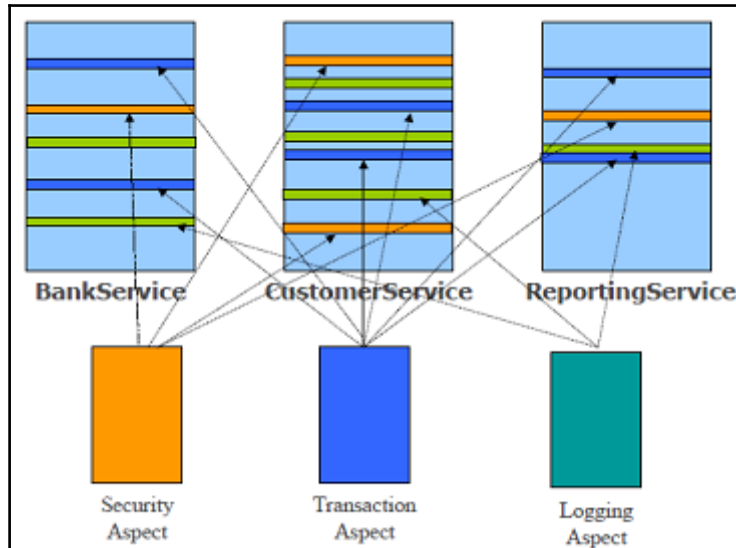 BankService
CustomerService
ReportingService
Security
Aspect
Transaction
Aspect
Logging
Aspect